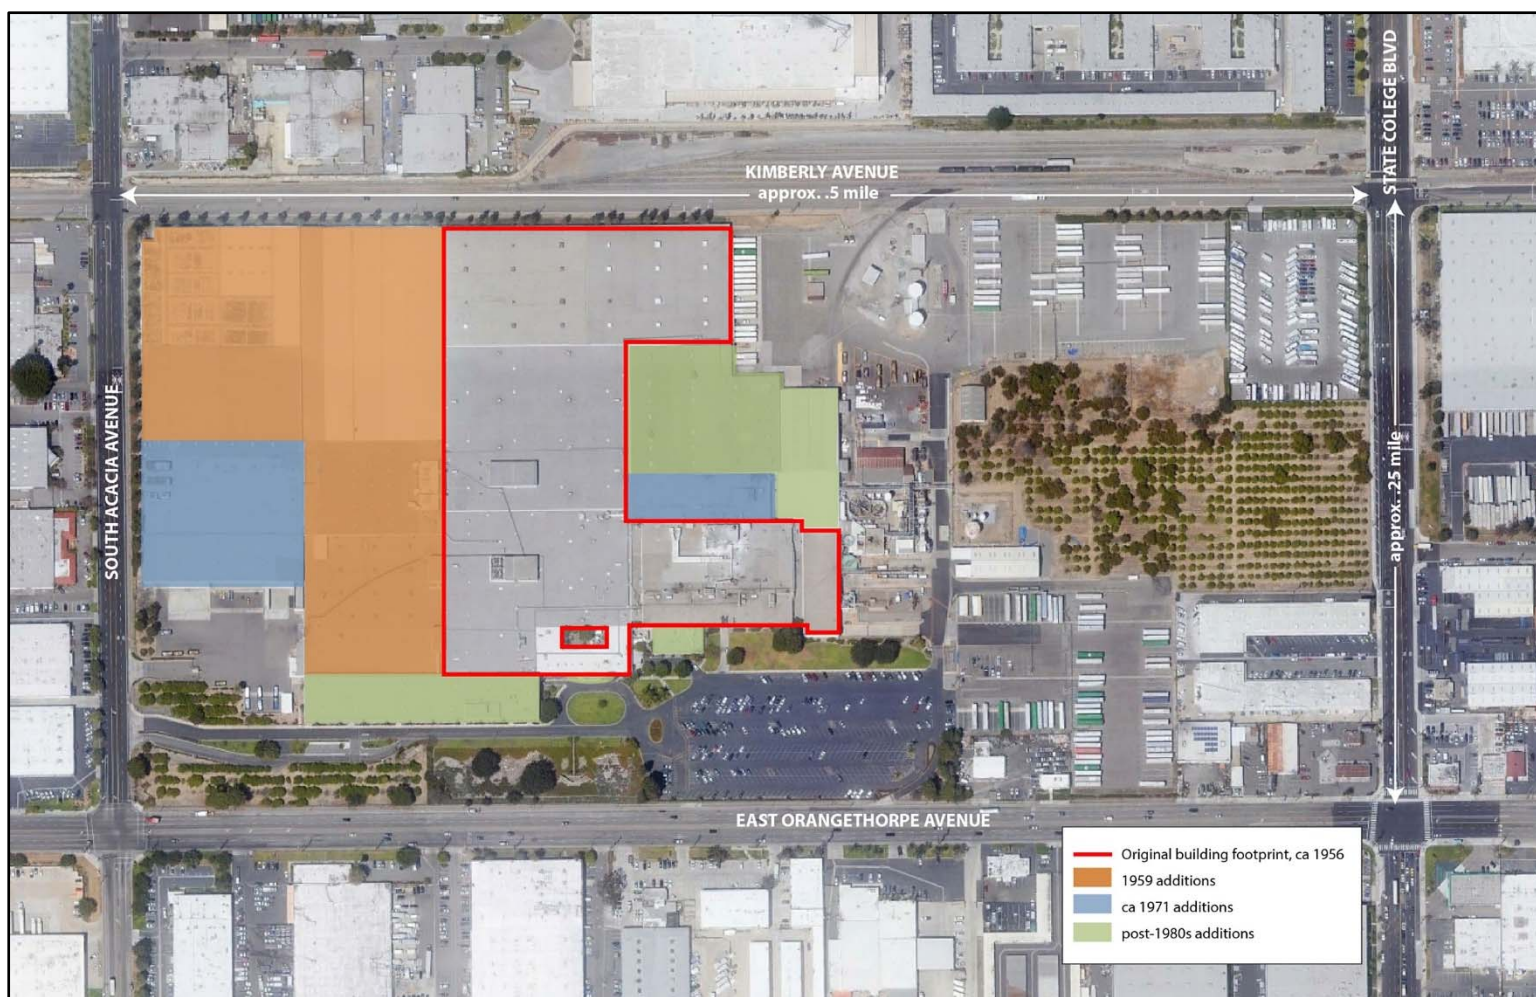 KIMBERLY AVENUE
approx. .5 mile
STATE COLLEGE BLVD
SOUTH ACACIA AVENUE
approx. .25 mile
EAST ORANGETHORPE AVENUE
Original building footprint, ca 1956
1959 additions
ca 1971 additions
post-1980s additions